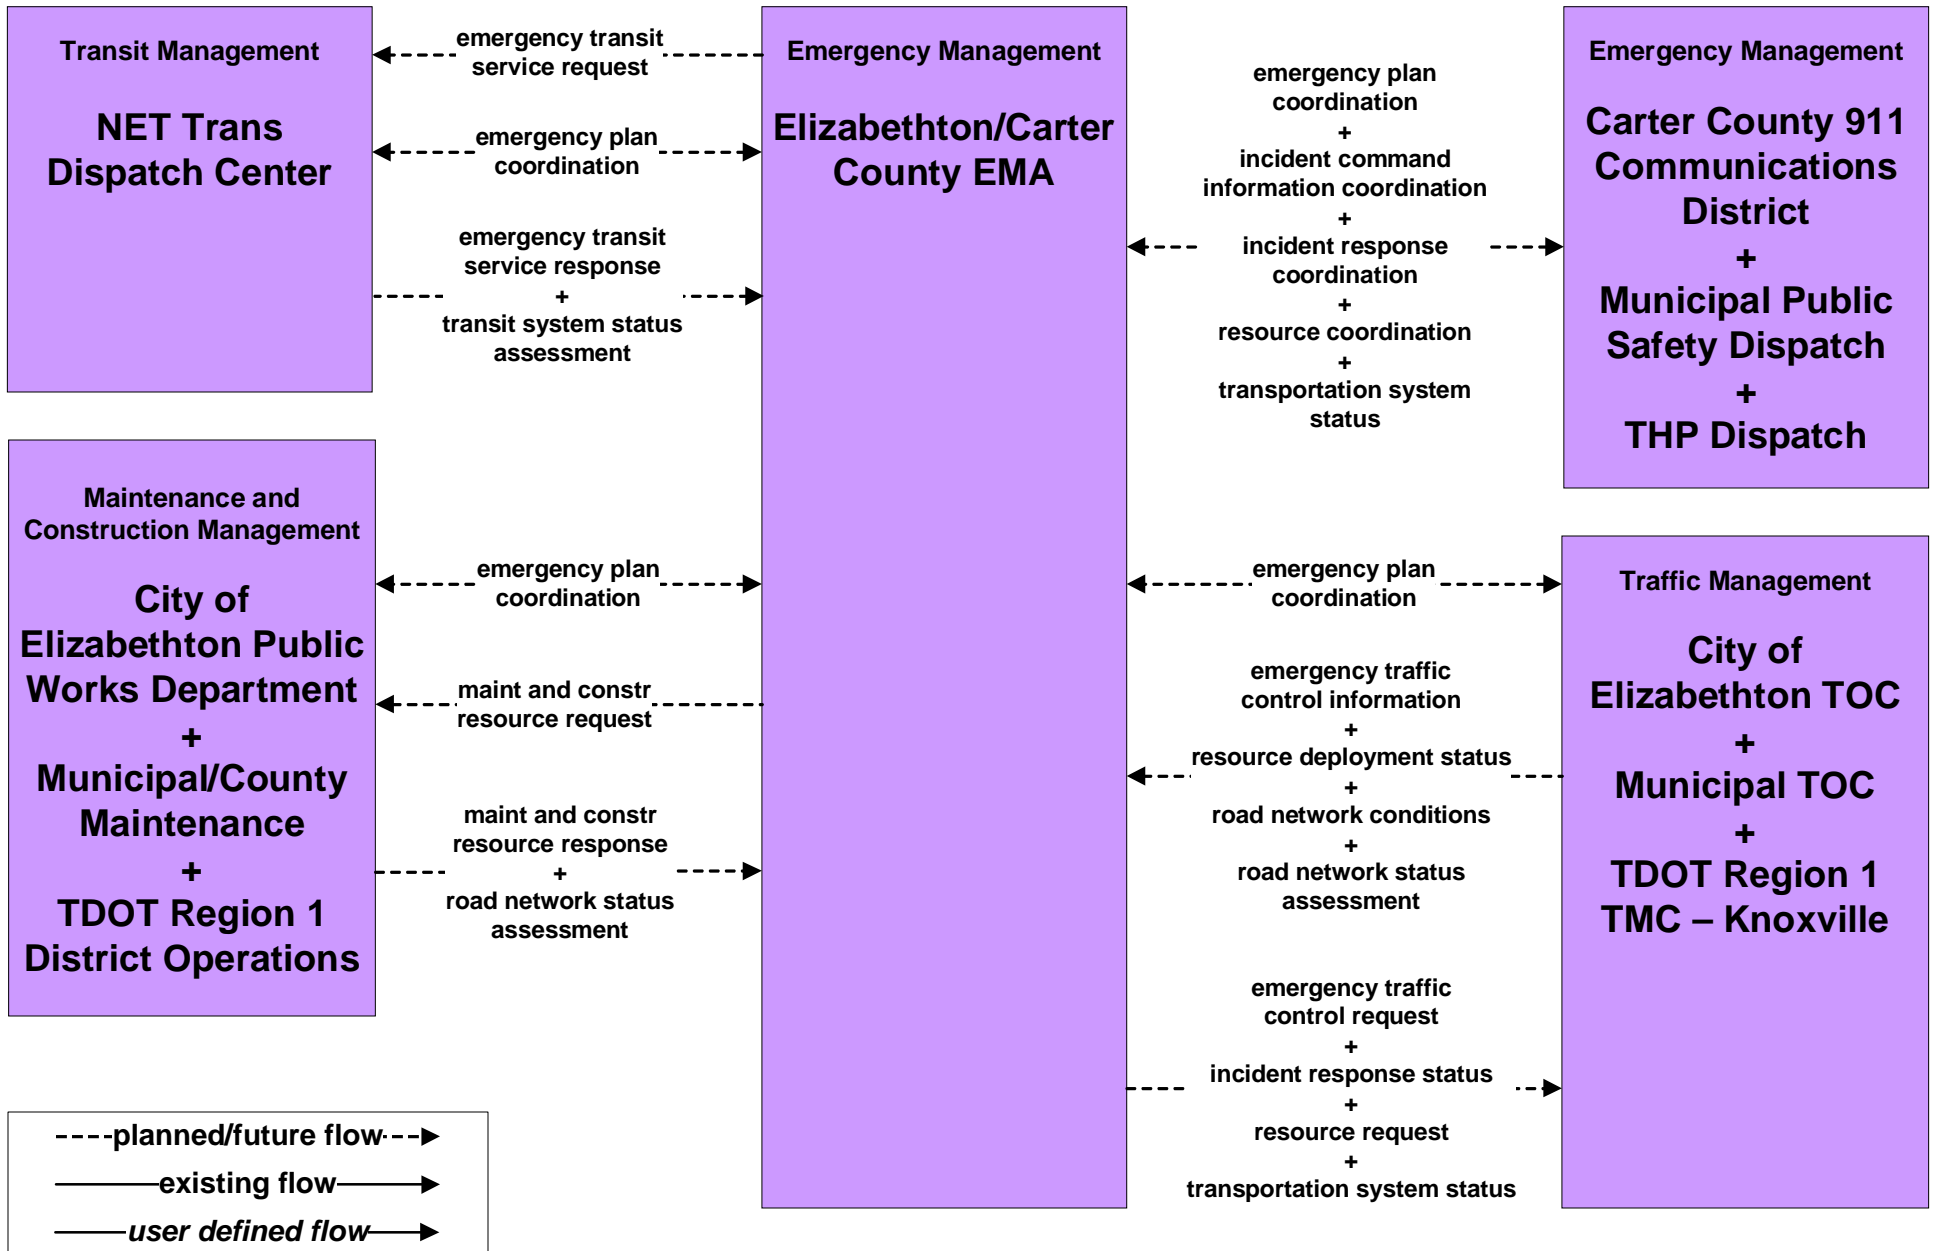 Transit Management
NET Trans
Dispatch Center
emergency transit
service request
emergency plan
coordination
emergency transit
service response
+
transit system status
assessment
Emergency Management
Elizabethton/Carter
County EMA
emergency plan
coordination
+
incident command
information coordination
+
incident response
coordination
+
resource coordination
+
transportation system
status
Emergency Management
Carter County 911
Communications
District
+
Municipal Public
Safety Dispatch
+
THP Dispatch
Maintenance and
Construction Management
City of
Elizabethton Public
Works Department
+
Municipal/County
Maintenance
+
TDOT Region 1
District Operations
emergency plan
coordination
maint and constr
resource request
maint and constr
resource response
+
road network status
assessment
emergency plan
coordination
emergency traffic
control information
+
resource deployment status
+
road network conditions
+
road network status
assessment
emergency traffic
control request
+
incident response status
+
resource request
+
transportation system status
Traffic Management
City of
Elizabethton TOC
+
Municipal TOC
+
TDOT Region 1
TMC – Knoxville
planned/future flow
existing flow
user defined flow